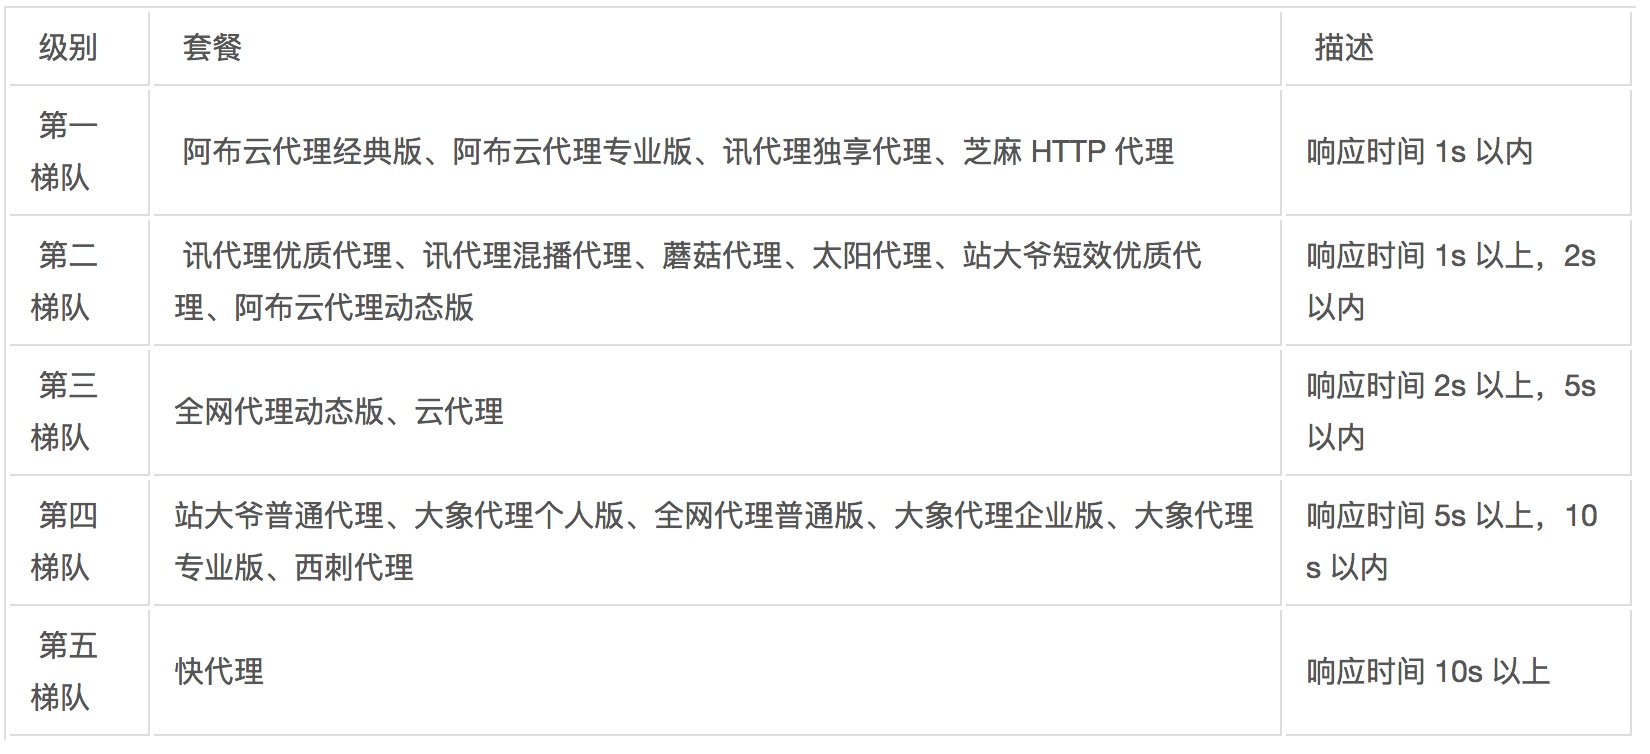 级别 套餐 描述
第一
梯队
阿布云代理经典版、阿布云代理专业版、讯代理独享代理、芝麻 HTTP 代理
响应时间 1s 以内
第二
梯队
讯代理优质代理、讯代理混播代理、蘑菇代理、太阳代理、站大爷短效优质代
理、阿布云代理动态版
响应时间 1s 以上，2s
以内
第三
梯队
全网代理动态版、云代理
响应时间 2s 以上，5s
以内
第四
梯队
站大爷普通代理、大象代理个人版、全网代理普通版、大象代理企业版、大象代理
专业版、西刺代理
响应时间 5s 以上，10
s 以内
第五
梯队
快代理
响应时间 10s 以上